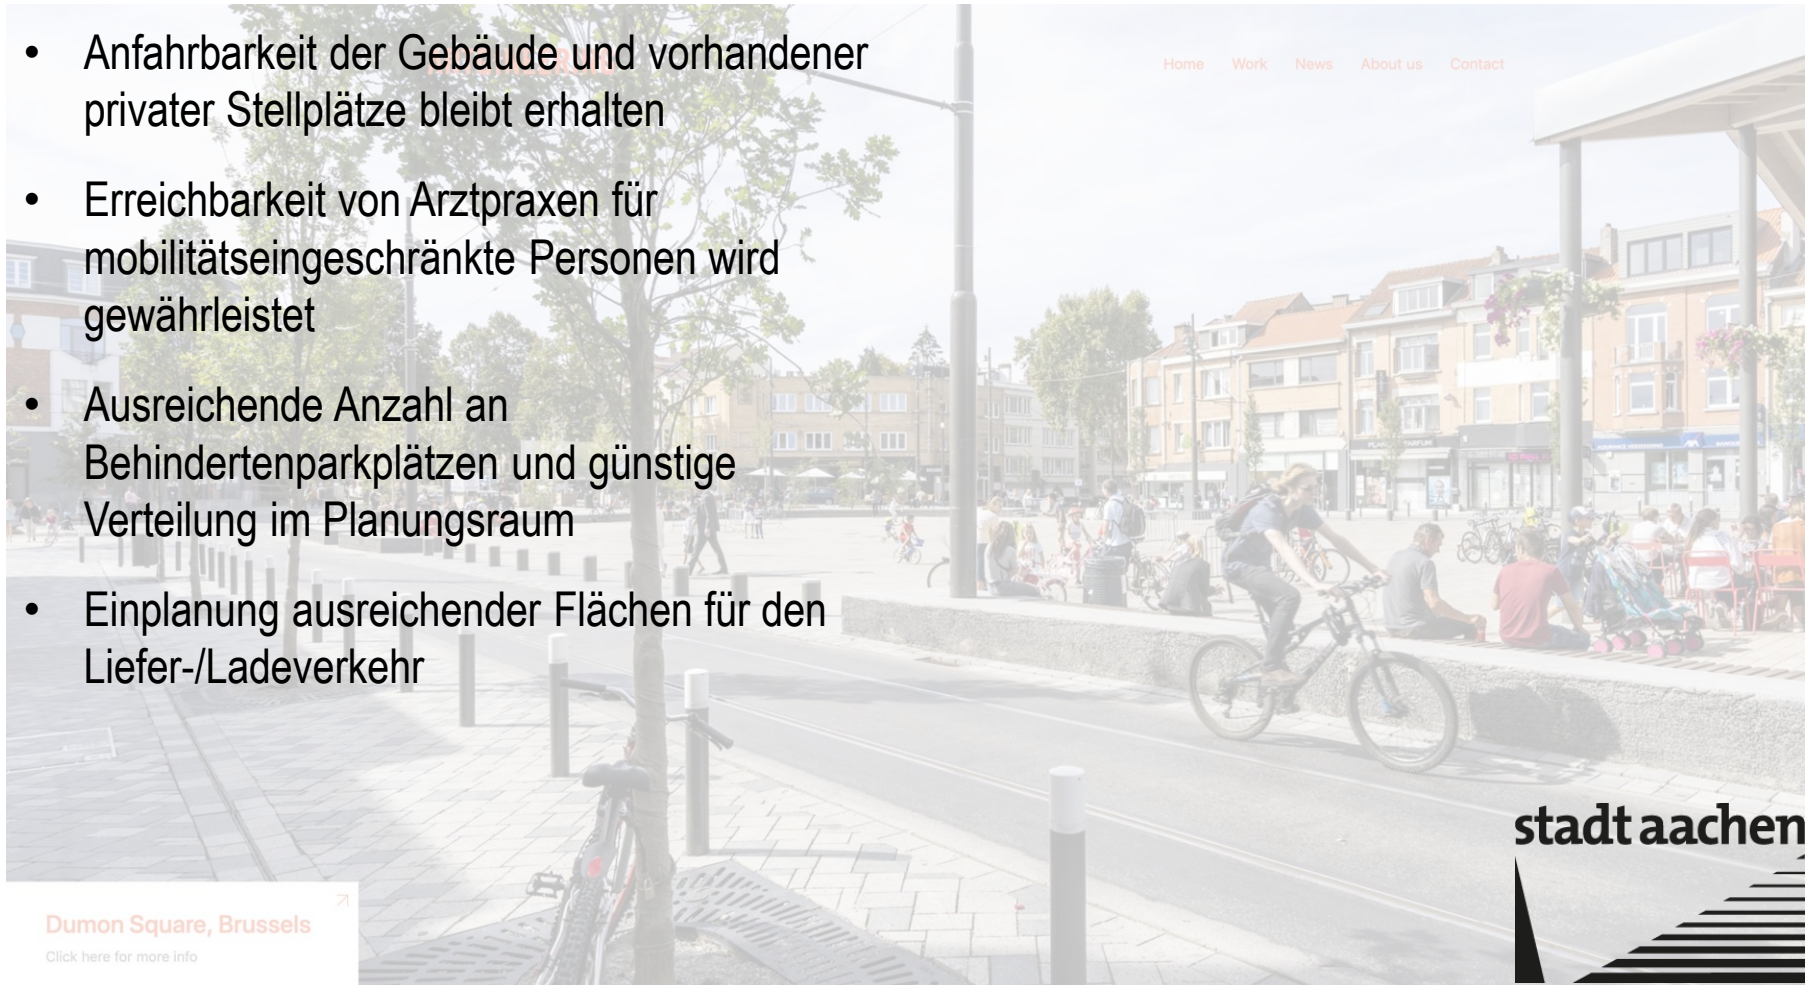 • Anfahrbarkeit der Gebäude und vorhandener
privater Stellplätze bleibt erhalten
• Erreichbarkeit von Arztpraxen für
mobilitätseingeschränkte Personen wird
gewährleistet
• Ausreichende Anzahl an
Behindertenparkplätzen und günstige
Verteilung im Planungsraum
• Einplanung ausreichender Flächen für den
Liefer-/Ladeverkehr
Home Work News About us Contact
stadt aachen
Dumon Square, Brussels
Click here for more info